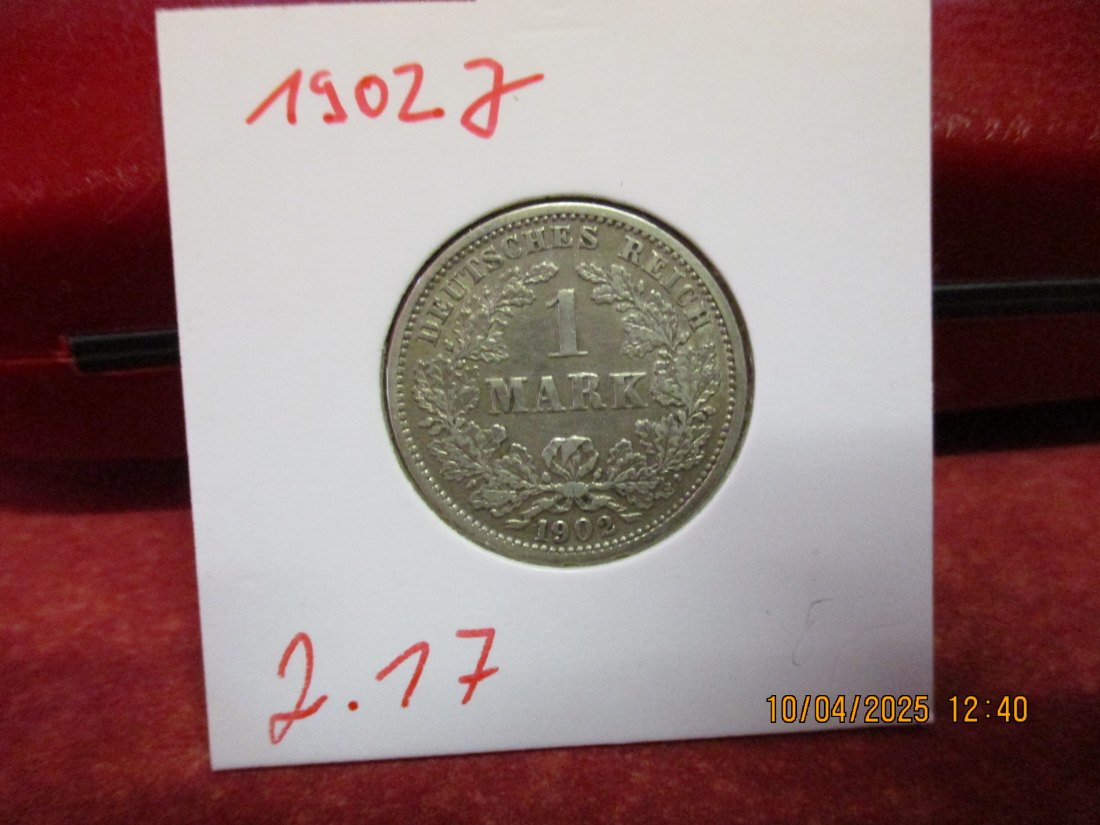 1902 J
DEUTSCHES REICH
1
MARK
1902
2.17
10/04/2025 12:40